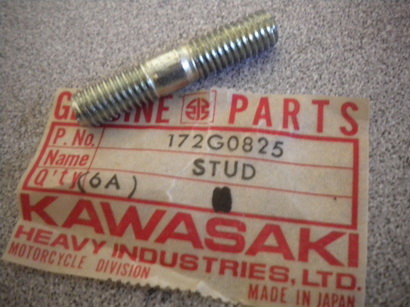 GENUINE PARTS
P. No. 172G0825
Name STUD
Q'ty (6A)
KAWASAKI
HEAVY INDUSTRIES, LTD.
MOTORCYCLE DIVISION MADE IN JAPAN